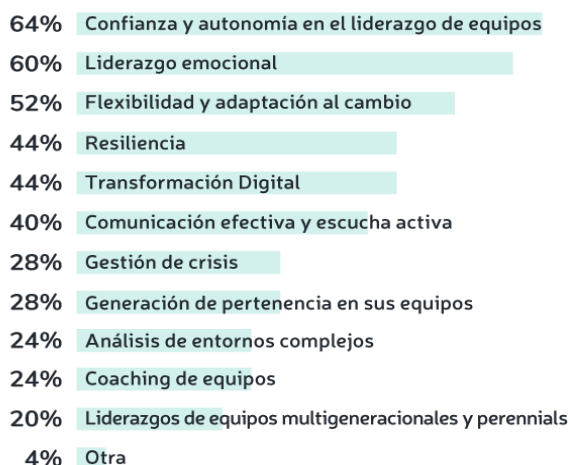 64% Confianza y autonomía en el liderazgo de equipos
60% Liderazgo emocional
52% Flexibilidad y adaptación al cambio
44% Resiliencia
44% Transformación Digital
40% Comunicación efectiva y escucha activa
28% Gestión de crisis
28% Generación de pertenencia en sus equipos
24% Análisis de entornos complejos
24% Coaching de equipos
20% Liderazgos de equipos multigeneracionales y perennials
4% Otra